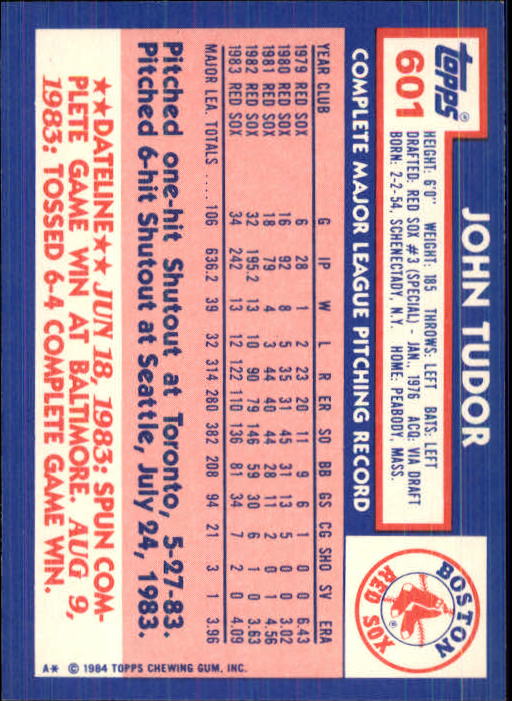 topps®
601
JOHN TUDOR
HEIGHT: 6'0" WEIGHT: 185 THROWS: LEFT BATS: LEFT
DRAFTED: RED SOX #3 (SPECIAL) - JAN., 1976 ACQ: VIA DRAFT
BORN: 2-2-54, SCHENECTADY, N.Y. HOME: PEABODY, MASS.
BOSTON
RED SOX
COMPLETE MAJOR LEAGUE PITCHING RECORD
YEAR CLUB G IP W L R ER SO BB GS CG SHO SV ERA
1979 RED SOX 6 28 1 2 23 20 11 9 6 1 0 0 6.43
1980 RED SOX 16 92 8 5 35 31 45 31 13 5 0 0 3.02
1981 RED SOX 18 79 4 3 44 40 44 28 11 2 0 1 4.56
1982 RED SOX 32 195.2 13 10 90 79 146 59 30 6 1 0 3.63
1983 RED SOX 34 242 13 12 122 110 136 81 34 7 2 0 4.09
MAJOR LEA. TOTALS .... 106 636.2 39 32 314 280 382 208 94 21 3 1 3.96
Pitched one-hit Shutout at Toronto, 5-27-83.
Pitched 6-hit Shutout at Seattle, July 24, 1983.
★★DATELINE★★ JUN 18, 1983: SPUN COM-
PLETE GAME WIN AT BALTIMORE. AUG 9,
1983: TOSSED 6-4 COMPLETE GAME WIN.
A* © 1984 TOPPS CHEWING GUM, INC.